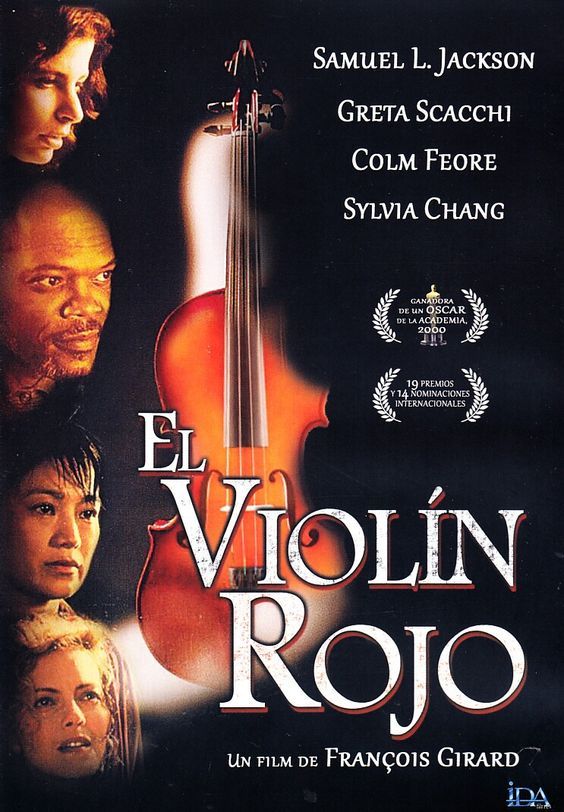 SAMUEL L. JACKSON
GRETA SCACCHI
COLM FEORE
SYLVIA CHANG
GANADORA
DE UN OSCAR
DE LA ACADEMIA,
2000
19 PREMIOS
Y 14 NOMINACIONES
INTERNACIONALES
EL
VIOLÍN
ROJO
UN FILM DE FRANÇOIS GIRARD
iDA